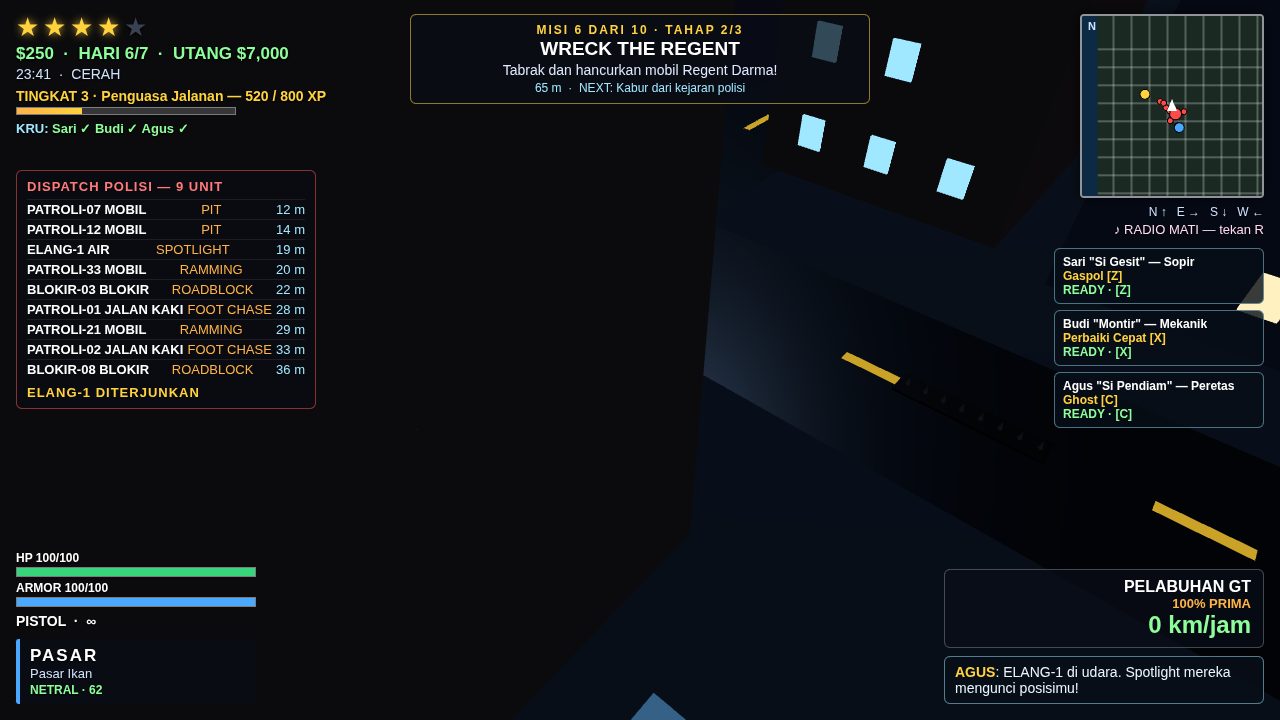 ★★★★★
$250 · HARI 6/7 · UTANG $7,000
23:41 · CERAH
TINGKAT 3 · Penguasa Jalanan — 520 / 800 XP
KRU: Sari ✓ Budi ✓ Agus ✓
MISI 6 DARI 10 · TAHAP 2/3
WRECK THE REGENT
Tabrak dan hancurkan mobil Regent Darma!
65 m · NEXT: Kabur dari kejaran polisi
N
N ↑ E → S ↓ W ←
♪ RADIO MATI — tekan R
DISPATCH POLISI — 9 UNIT
PATROLI-07 MOBIL PIT 12 m
PATROLI-12 MOBIL PIT 14 m
ELANG-1 AIR SPOTLIGHT 19 m
PATROLI-33 MOBIL RAMMING 20 m
BLOKIR-03 BLOKIR ROADBLOCK 22 m
PATROLI-01 JALAN KAKI FOOT CHASE 28 m
PATROLI-21 MOBIL RAMMING 29 m
PATROLI-02 JALAN KAKI FOOT CHASE 33 m
BLOKIR-08 BLOKIR ROADBLOCK 36 m
ELANG-1 DITERJUNKAN
Sari "Si Gesit" — Sopir
Gaspol [Z]
READY · [Z]
Budi "Montir" — Mekanik
Perbaiki Cepat [X]
READY · [X]
Agus "Si Pendiam" — Peretas
Ghost [C]
READY · [C]
HP 100/100
ARMOR 100/100
PISTOL · ∞
PASAR
Pasar Ikan
NETRAL · 62
PELABUHAN GT
100% PRIMA
0 km/jam
AGUS: ELANG-1 di udara. Spotlight mereka
mengunci posisimu!